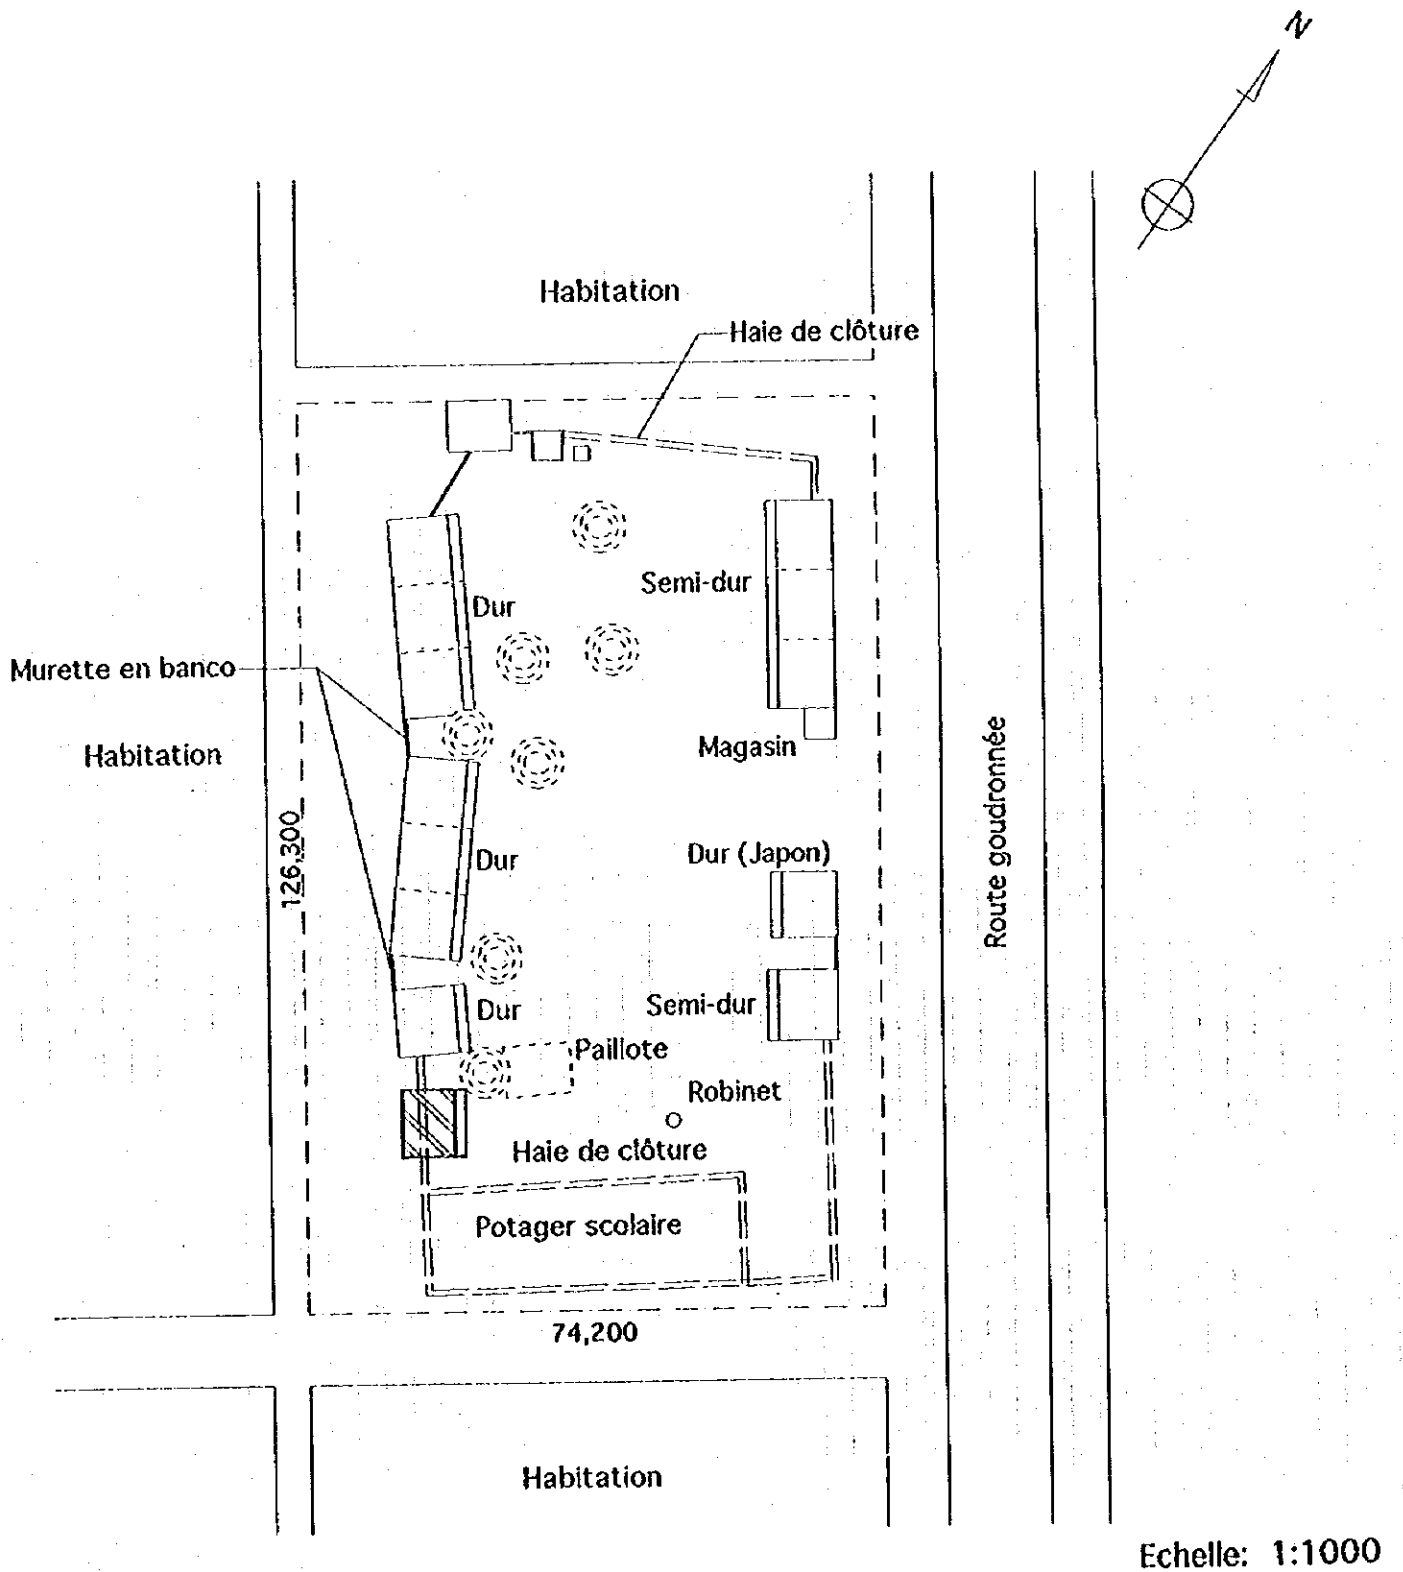 N
Habitation
Haie de clôture
Semi-dur
Dur
Murette en banco
Magasin
Habitation
Route goudronnée
126,300
Dur (Japon)
Dur
Semi-dur
Dur
Paillote
Robinet
Haie de clôture
Potager scolaire
74,200
Habitation
Echelle: 1:1000